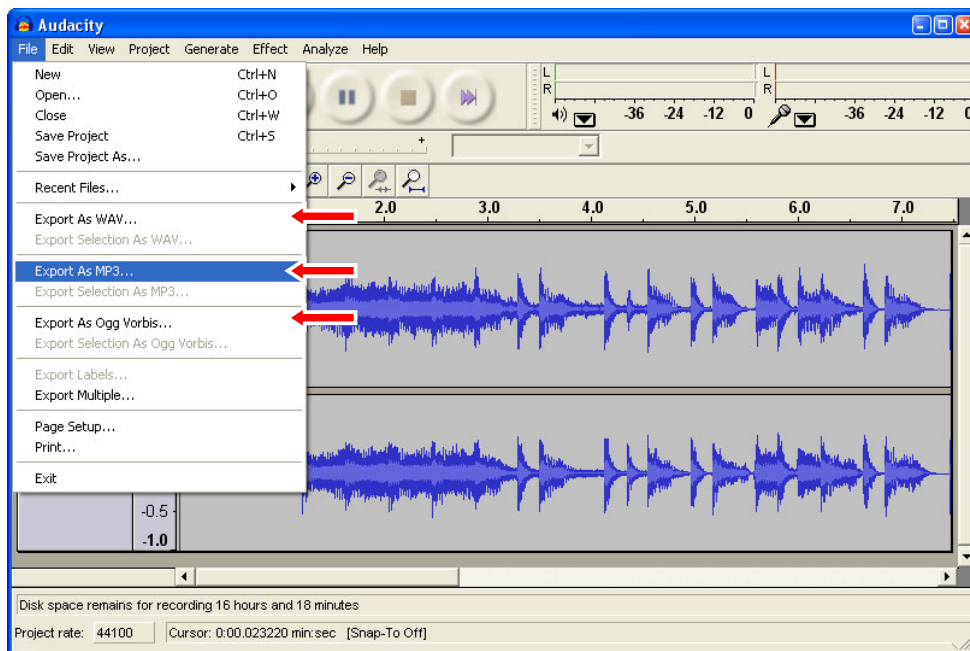 Audacity
File Edit View Project Generate Effect Analyze Help
New Ctrl+N
Open... Ctrl+O
Close Ctrl+W
Save Project Ctrl+S
Save Project As...
Recent Files...
Export As WAV...
Export Selection As WAV...
Export As MP3...
Export Selection As MP3...
Export As Ogg Vorbis...
Export Selection As Ogg Vorbis...
Export Labels...
Export Multiple...
Page Setup...
Print...
Exit
L
R
-36 -24 -12 0
L
R
-36 -24 -12 0
+
2.0 3.0 4.0 5.0 6.0 7.0
-0.5
-1.0
Disk space remains for recording 16 hours and 18 minutes
Project rate: 44100 Cursor: 0:00.023220 min:sec [Snap-To Off]